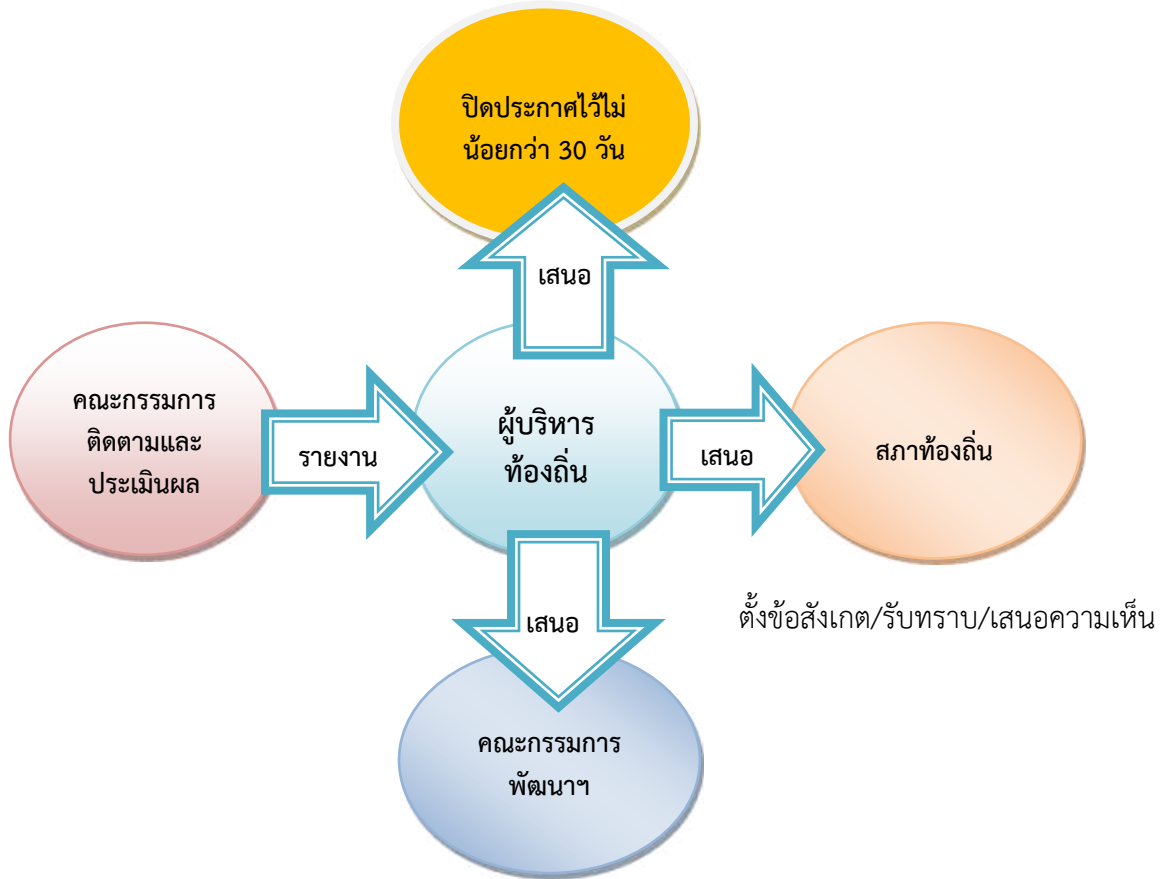 ปิดประกาศไว้ไม่
น้อยกว่า 30 วัน
เสนอ
คณะกรรมการ
ติดตามและ
ประเมินผล
รายงาน
ผู้บริหาร
ท้องถิ่น
เสนอ
สภาท้องถิ่น
ตั้งข้อสังเกต/รับทราบ/เสนอความเห็น
เสนอ
คณะกรรมการ
พัฒนาฯ